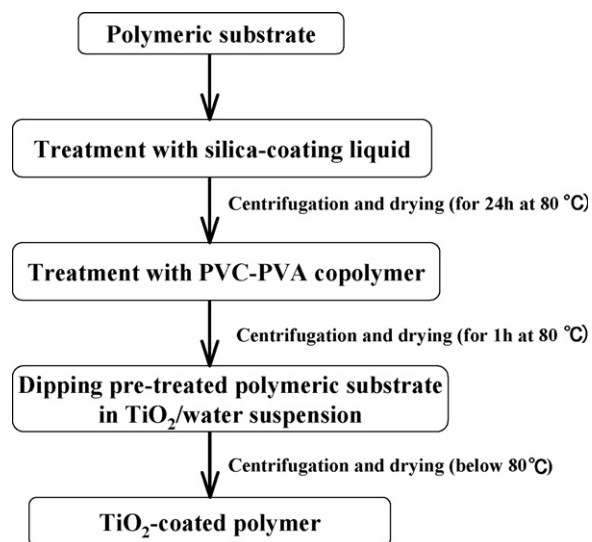 Polymeric substrate
Treatment with silica-coating liquid
Centrifugation and drying (for 24h at 80 ℃)
Treatment with PVC-PVA copolymer
Centrifugation and drying (for 1h at 80 ℃)
Dipping pre-treated polymeric substrate
in TiO₂/water suspension
Centrifugation and drying (below 80℃)
TiO₂-coated polymer